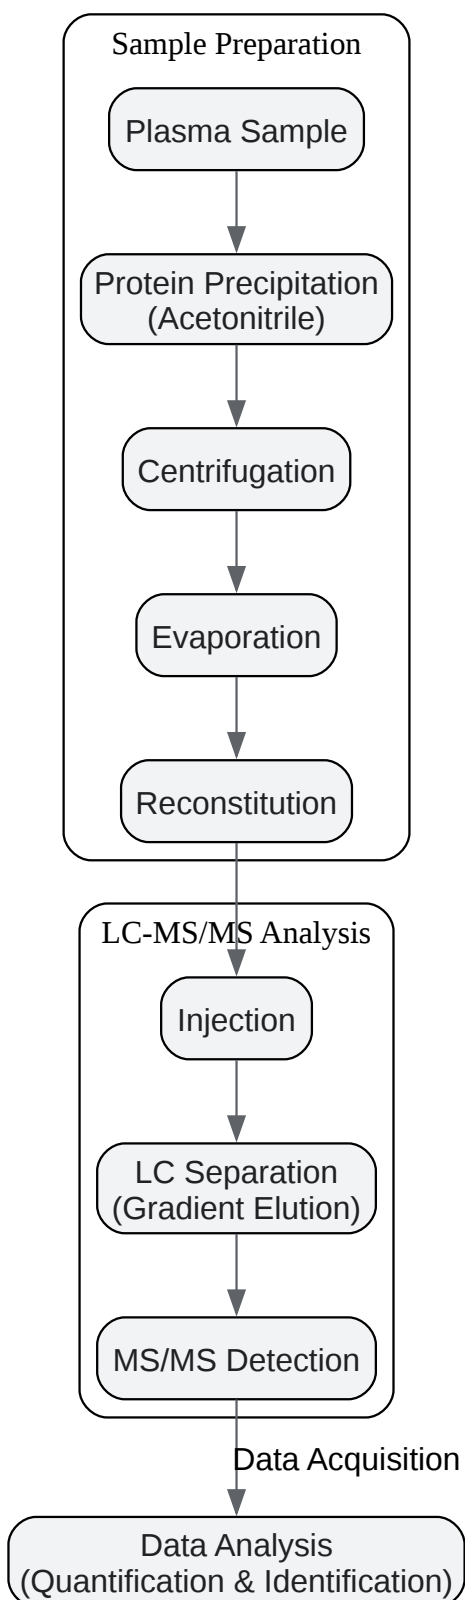 Sample Preparation
Plasma Sample
Protein Precipitation
(Acetonitrile)
Centrifugation
Evaporation
Reconstitution
LC-MS/MS Analysis
Injection
LC Separation
(Gradient Elution)
MS/MS Detection
Data Acquisition
Data Analysis
(Quantification & Identification)